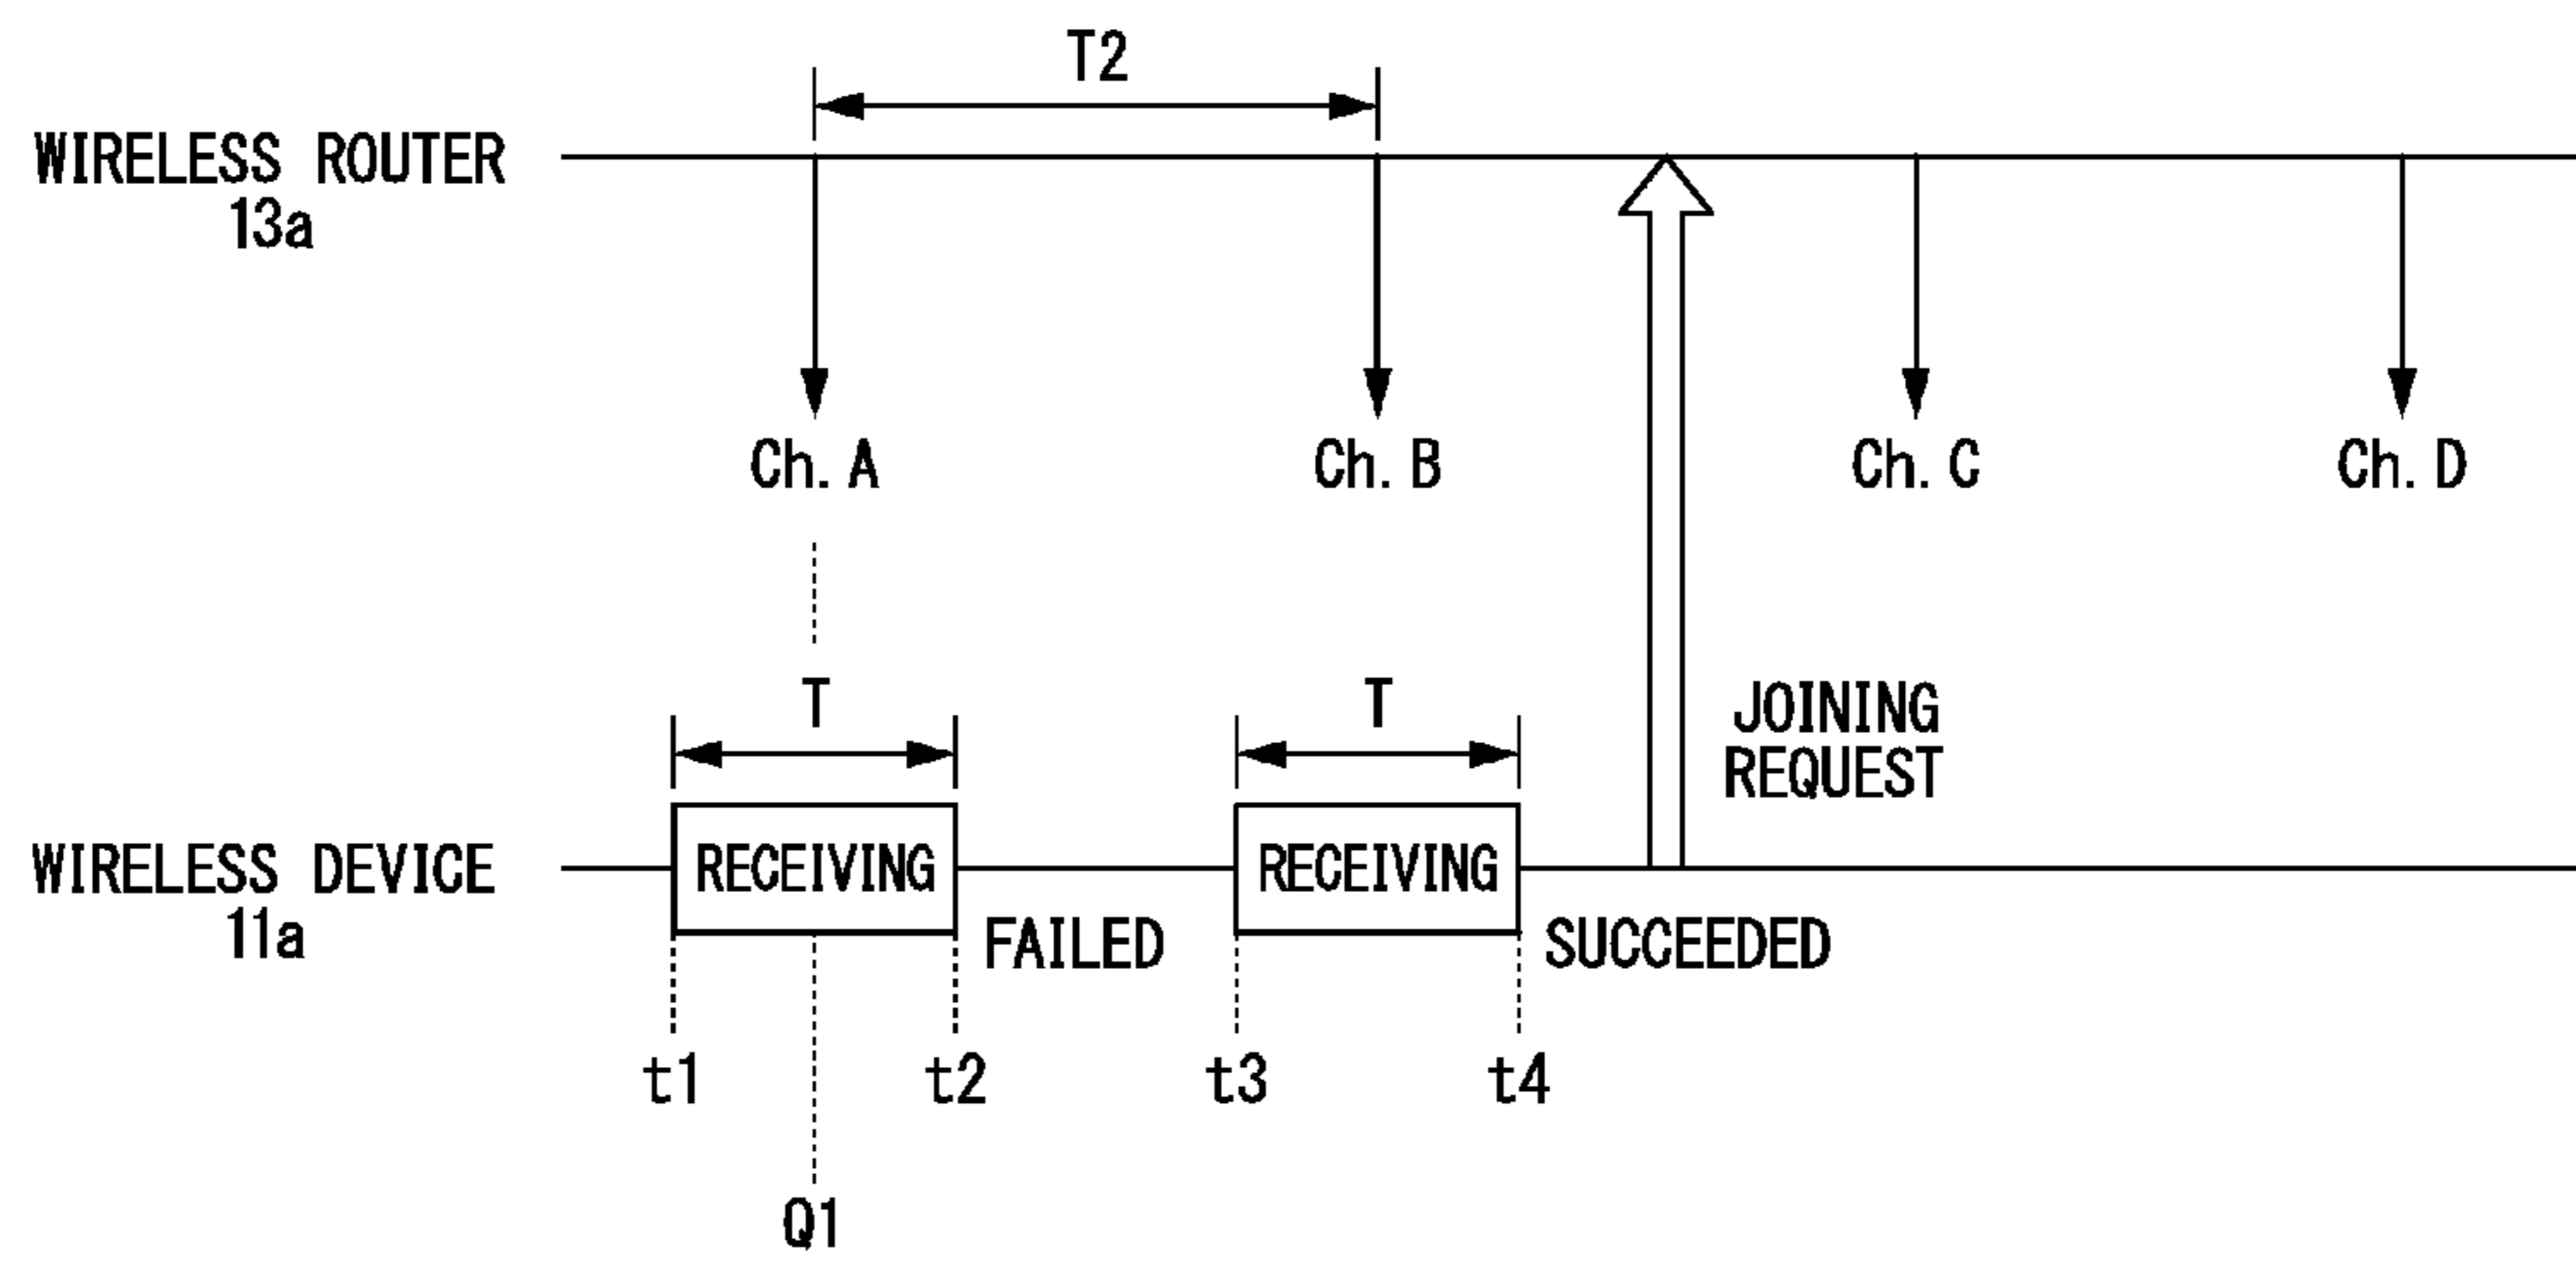 T2
WIRELESS ROUTER
13a
Ch. A
Ch. B
Ch. C
Ch. D
T
T
JOINING
REQUEST
WIRELESS DEVICE
11a
RECEIVING
RECEIVING
FAILED
SUCCEEDED
t1
t2
t3
t4
Q1